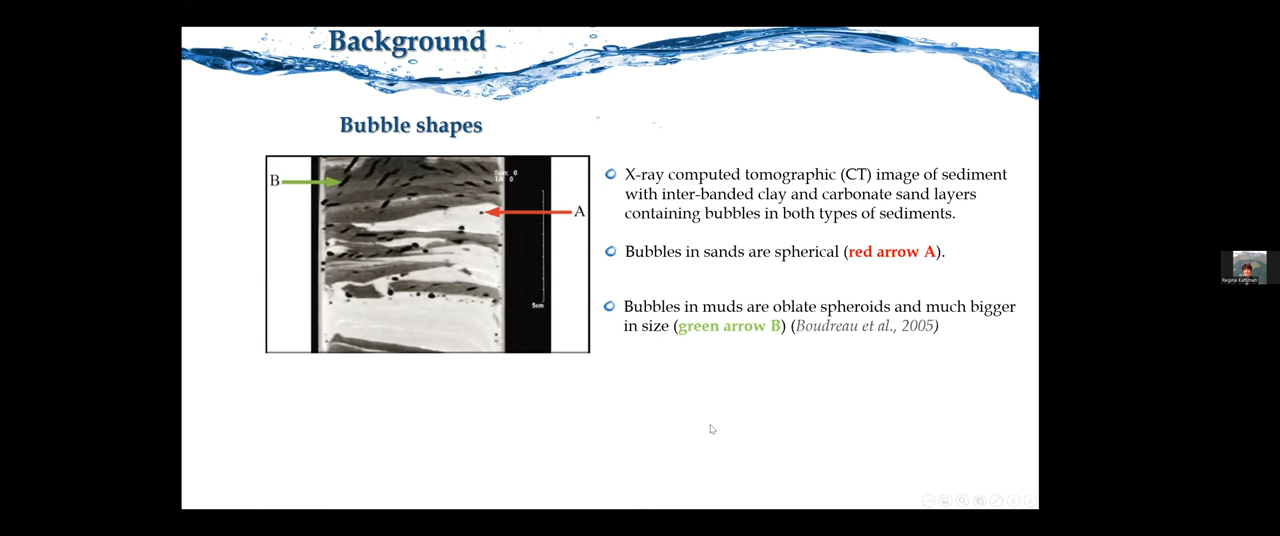 Background
Bubble shapes
B
A
5cm
X-ray computed tomographic (CT) image of sediment
with inter-banded clay and carbonate sand layers
containing bubbles in both types of sediments.
Bubbles in sands are spherical (red arrow A).
Bubbles in muds are oblate spheroids and much bigger
in size (green arrow B) (Boudreau et al., 2005)
Regina Katsman